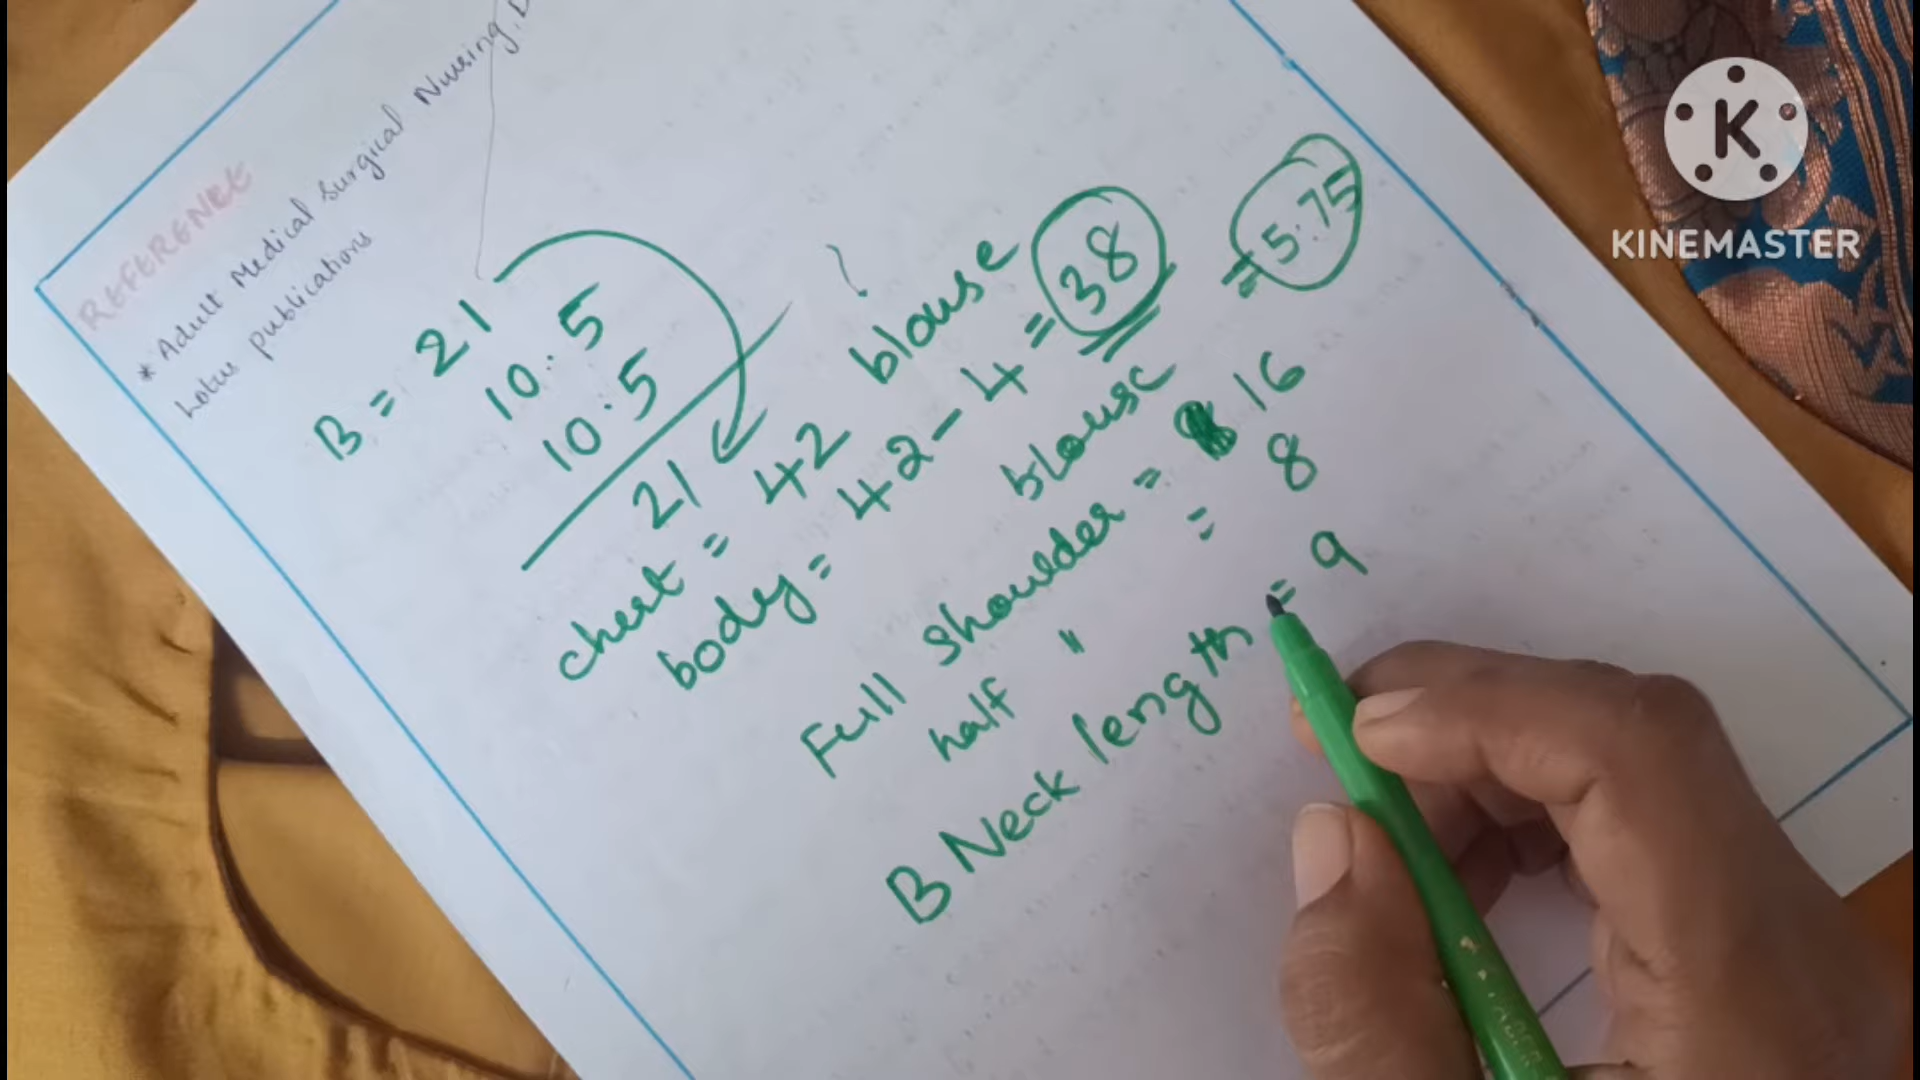 REFERENCE
* Adult Medical Surgical Nursing,
Lotus publications
B = 21
10.5
10.5
21
chest = 42 blouse
body = 42 - 4 = 38
blouse = 5.75
Full shoulder = 16
half " = 8
B Neck length = 9
K
KINEMASTER